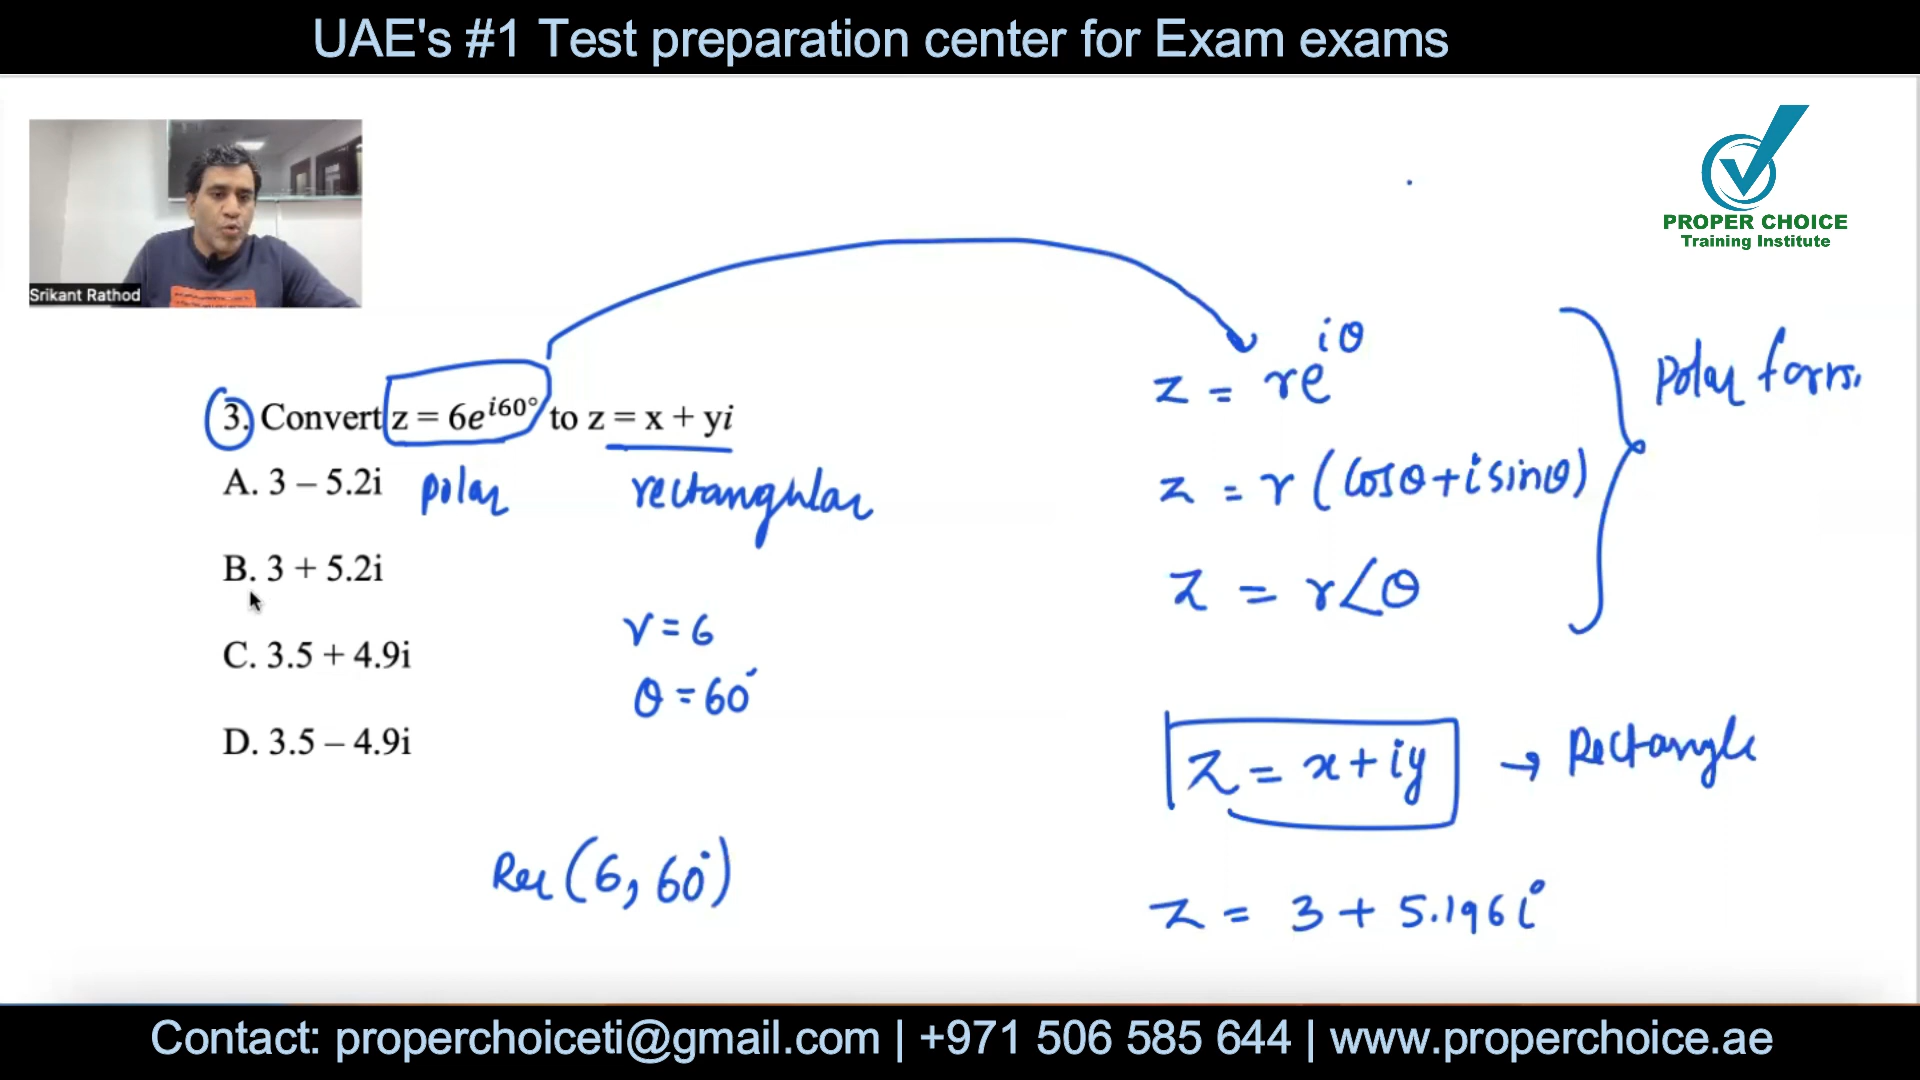 UAE's #1 Test preparation center for Exam exams
PROPER CHOICE
Training Institute
Srikant Rathod
3. Convert z = 6e^{i60°} to z = x + yi
polar
rectangular
A. 3 – 5.2i
B. 3 + 5.2i
C. 3.5 + 4.9i
D. 3.5 – 4.9i
r = 6
θ = 60°
Rec (6, 60°)
z = re^{iθ}
z = r (cosθ + i sinθ)
z = r∠θ
Polar form.
z = x + iy → Rectangle
z = 3 + 5.196 i
Contact: properchoiceti@gmail.com | +971 506 585 644 | www.properchoice.ae